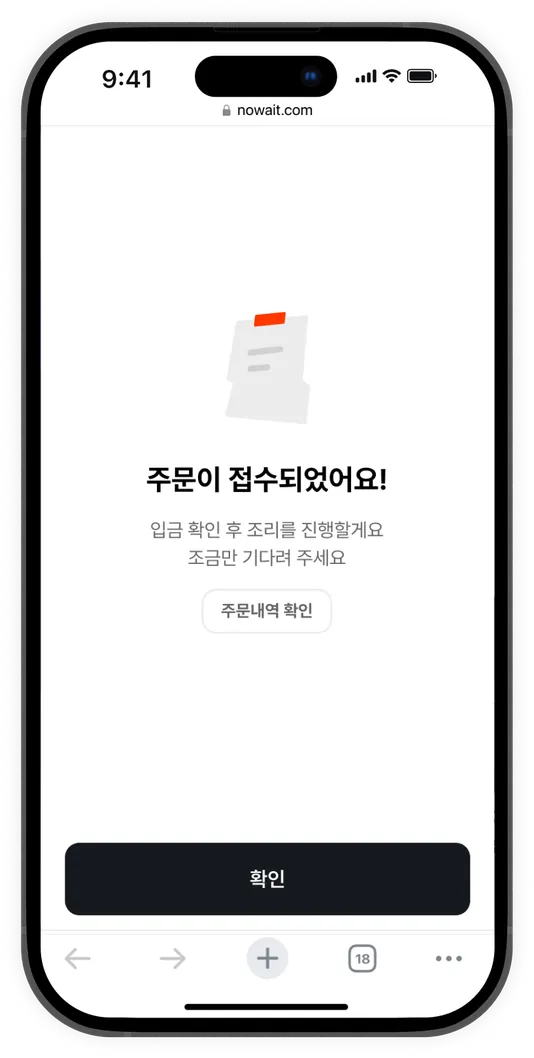 9:41
nowait.com
주문이 접수되었어요!
입금 확인 후 조리를 진행할게요
조금만 기다려 주세요
주문내역 확인
확인
18